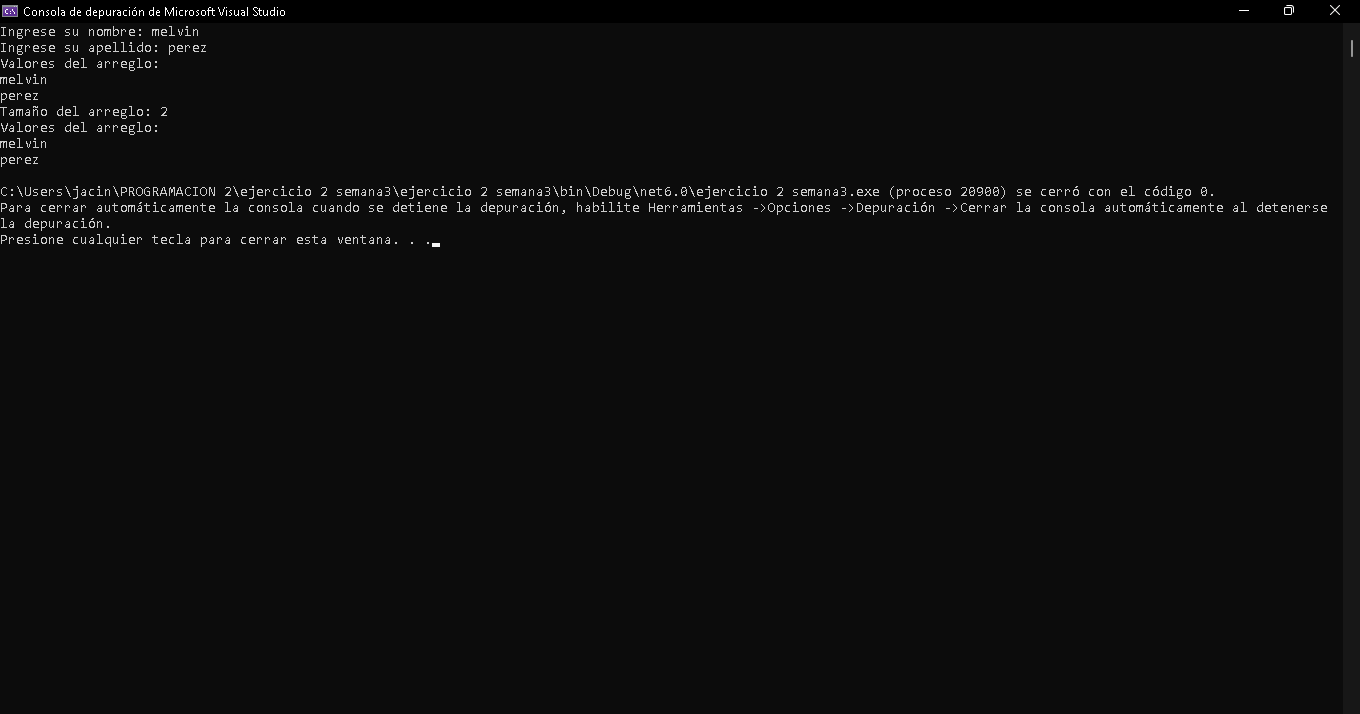 Consola de depuración de Microsoft Visual Studio
Ingrese su nombre: melvin
Ingrese su apellido: perez
Valores del arreglo:
melvin
perez
Tamaño del arreglo: 2
Valores del arreglo:
melvin
perez
C:\Users\jacin\PROGRAMACION 2\ejercicio 2 semana3\ejercicio 2 semana3\bin\Debug\net6.0\ejercicio 2 semana3.exe (proceso 20900) se cerró con el código 0.
Para cerrar automáticamente la consola cuando se detiene la depuración, habilite Herramientas ->Opciones ->Depuración ->Cerrar la consola automáticamente al detenerse
la depuración.
Presione cualquier tecla para cerrar esta ventana. . .